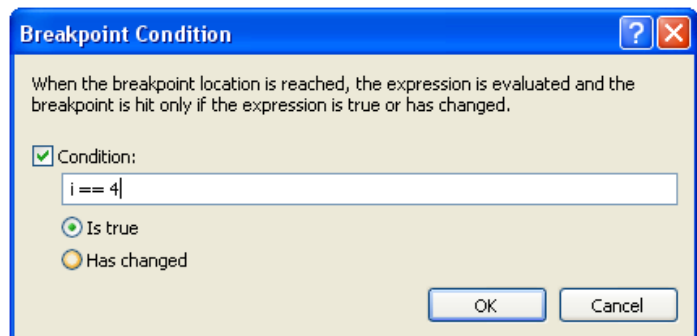 Breakpoint Condition
When the breakpoint location is reached, the expression is evaluated and the
breakpoint is hit only if the expression is true or has changed.
Condition:
i == 4
Is true
Has changed
OK Cancel